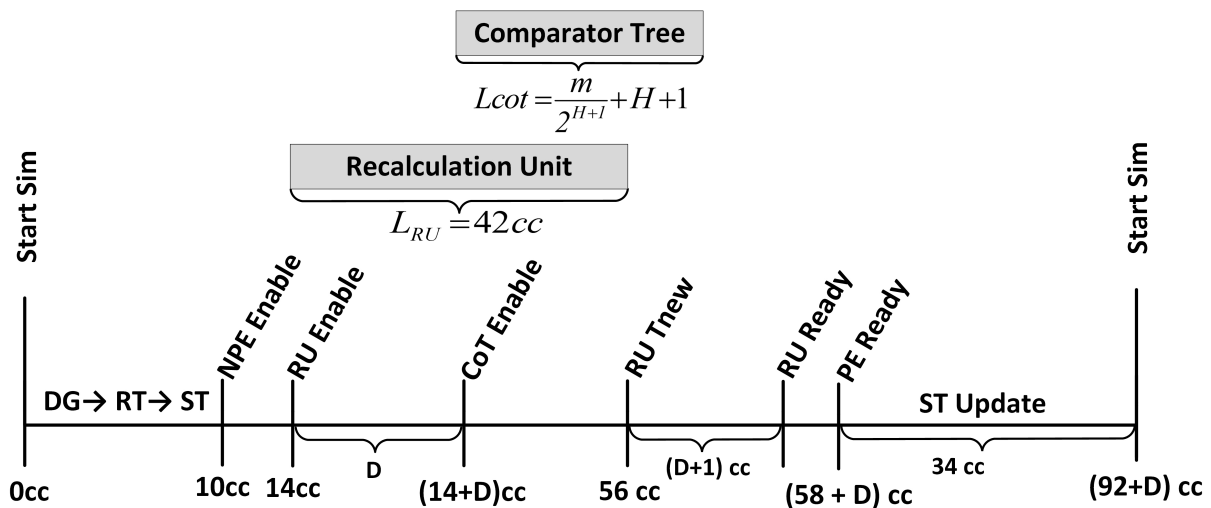 Comparator Tree
Lcot = m/2^{H+1} + H + 1
Recalculation Unit
L_{RU} = 42cc
Start Sim
NPE Enable
RU Enable
CoT Enable
RU Tnew
RU Ready
PE Ready
Start Sim
DG→ RT→ ST
ST Update
D
(D+1) cc
34 cc
0cc
10cc
14cc
(14+D)cc
56 cc
(58 + D) cc
(92+D) cc